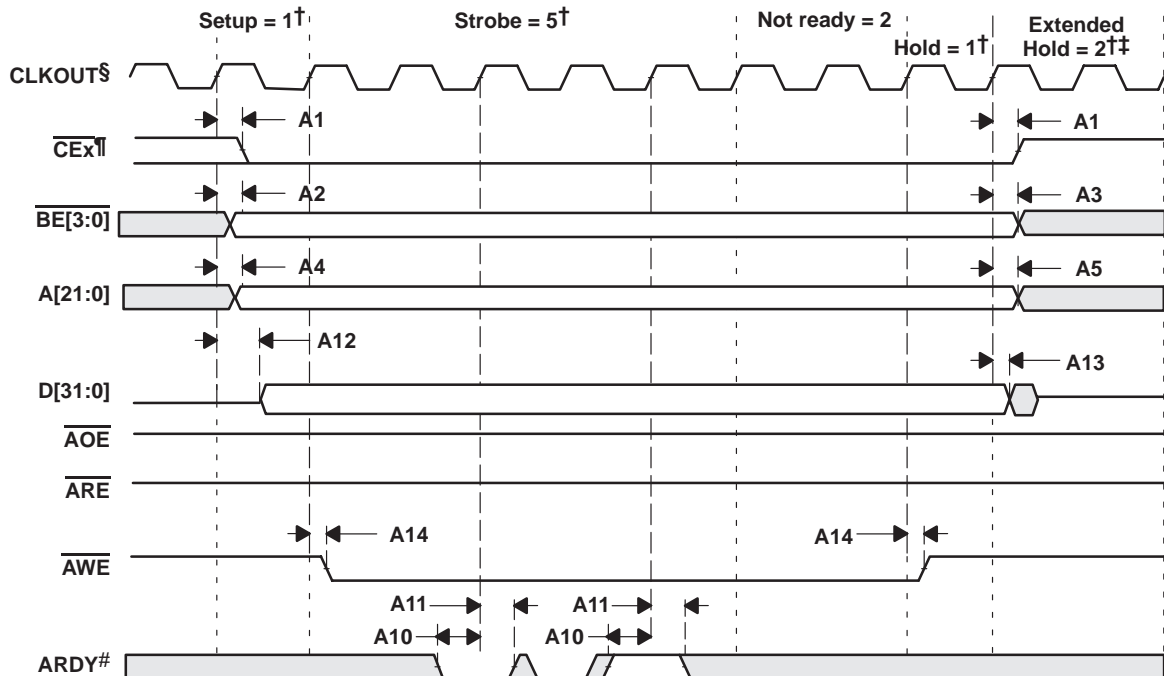 Setup = 1†
Strobe = 5†
Not ready = 2
Hold = 1†
Extended
Hold = 2†‡
CLKOUT§
A1
A1
CEx¶
A2
A3
BE[3:0]
A4
A5
A[21:0]
A12
A13
D[31:0]
AOE
ARE
A14
A14
AWE
A11
A11
A10
A10
ARDY#